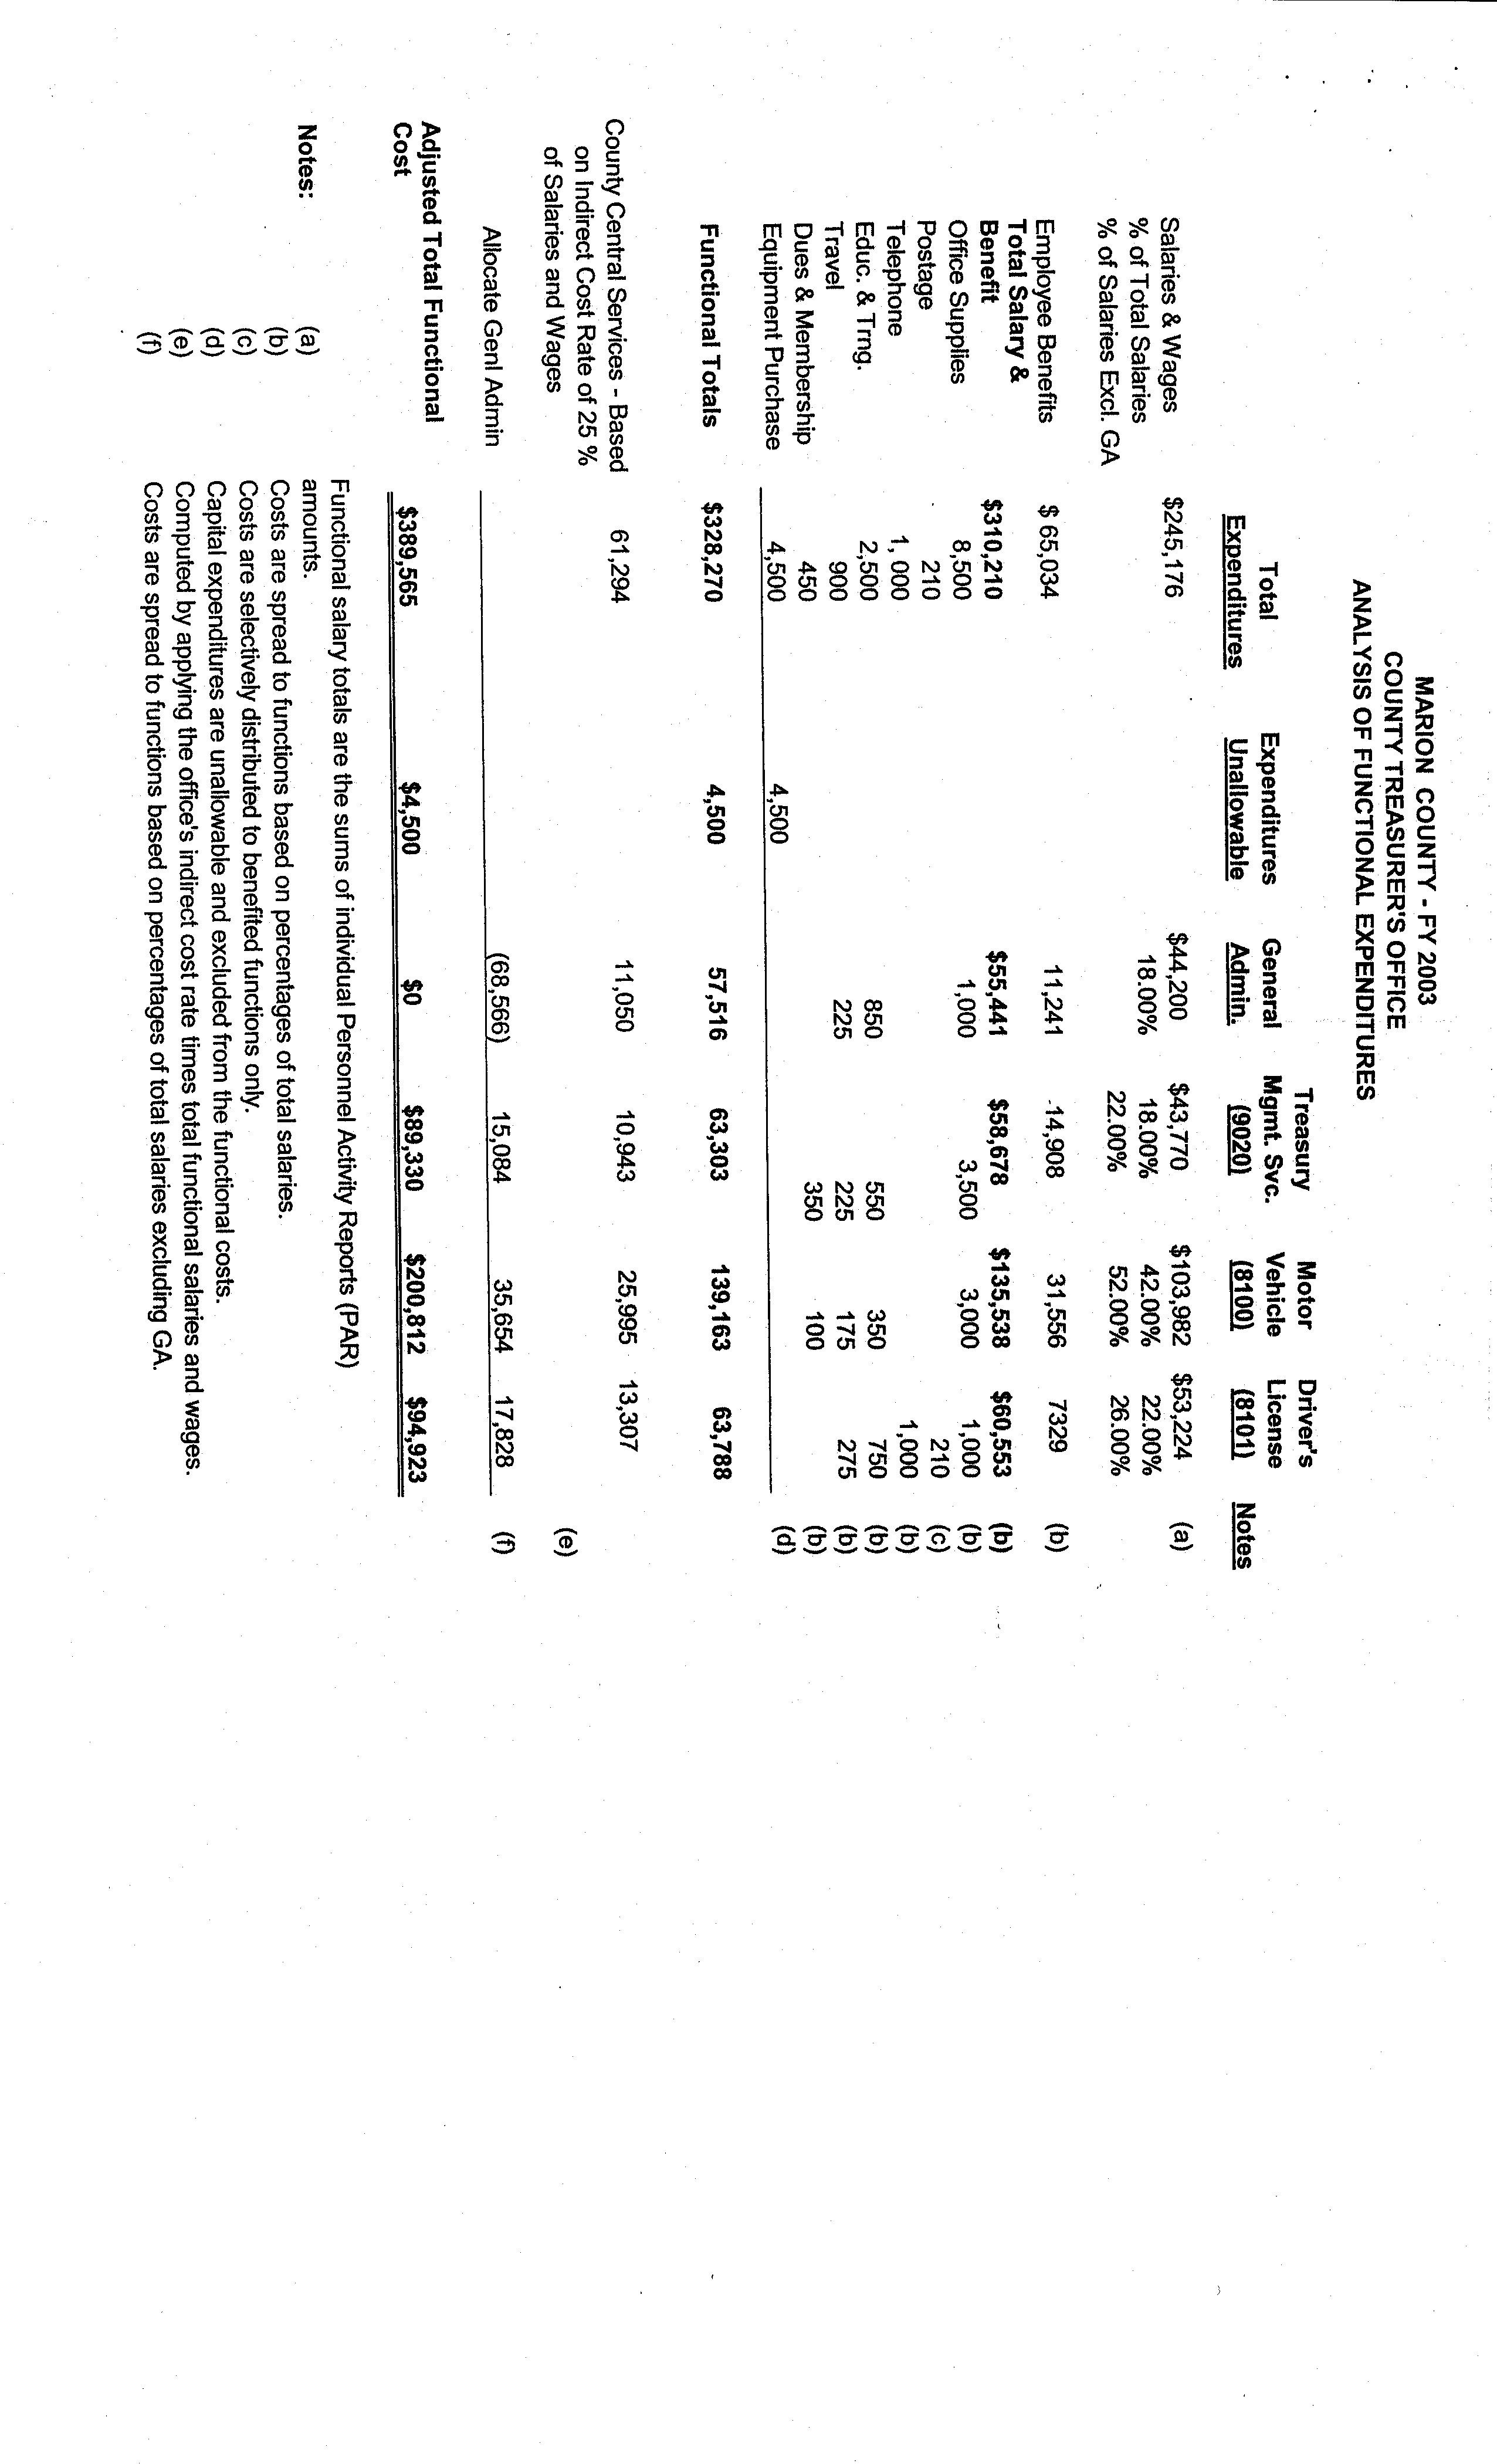 MARION COUNTY - FY 2003
COUNTY TREASURER'S OFFICE
ANALYSIS OF FUNCTIONAL EXPENDITURES
Treasury Motor Driver's
Total Expenditures General Mgmt. Svc. Vehicle License
Expenditures Unallowable Admin. (9020) (8100) (8101) Notes
Salaries & Wages $245,176 $44,200 $43,770 $103,982 $53,224 (a)
% of Total Salaries 18.00% 18.00% 42.00% 22.00%
% of Salaries Excl. GA 22.00% 52.00% 26.00%
Employee Benefits $ 65,034 11,241 14,908 31,556 7329 (b)
Total Salary &
Benefit $310,210 $55,441 $58,678 $135,538 $60,553 (b)
Office Supplies 8,500 1,000 3,500 3,000 1,000 (b)
Postage 210 210 (c)
Telephone 1, 000 1,000 (b)
Educ. & Trng. 2,500 850 550 350 750 (b)
Travel 900 225 225 175 275 (b)
Dues & Membership 450 350 100 (b)
Equipment Purchase 4,500 4,500 (d)
Functional Totals $328,270 4,500 57,516 63,303 139,163 63,788
County Central Services - Based 61,294 11,050 10,943 25,995 13,307
on Indirect Cost Rate of 25 %
of Salaries and Wages (e)
Allocate Genl Admin (68,566) 15,084 35,654 17,828 (f)
Adjusted Total Functional
Cost $389,565 $4,500 $0 $89,330 $200,812 $94,923
Functional salary totals are the sums of individual Personnel Activity Reports (PAR)
Notes: (a) amounts.
(b) Costs are spread to functions based on percentages of total salaries.
(c) Costs are selectively distributed to benefited functions only.
(d) Capital expenditures are unallowable and excluded from the functional costs.
(e) Computed by applying the office's indirect cost rate times total functional salaries and wages.
(f) Costs are spread to functions based on percentages of total salaries excluding GA.